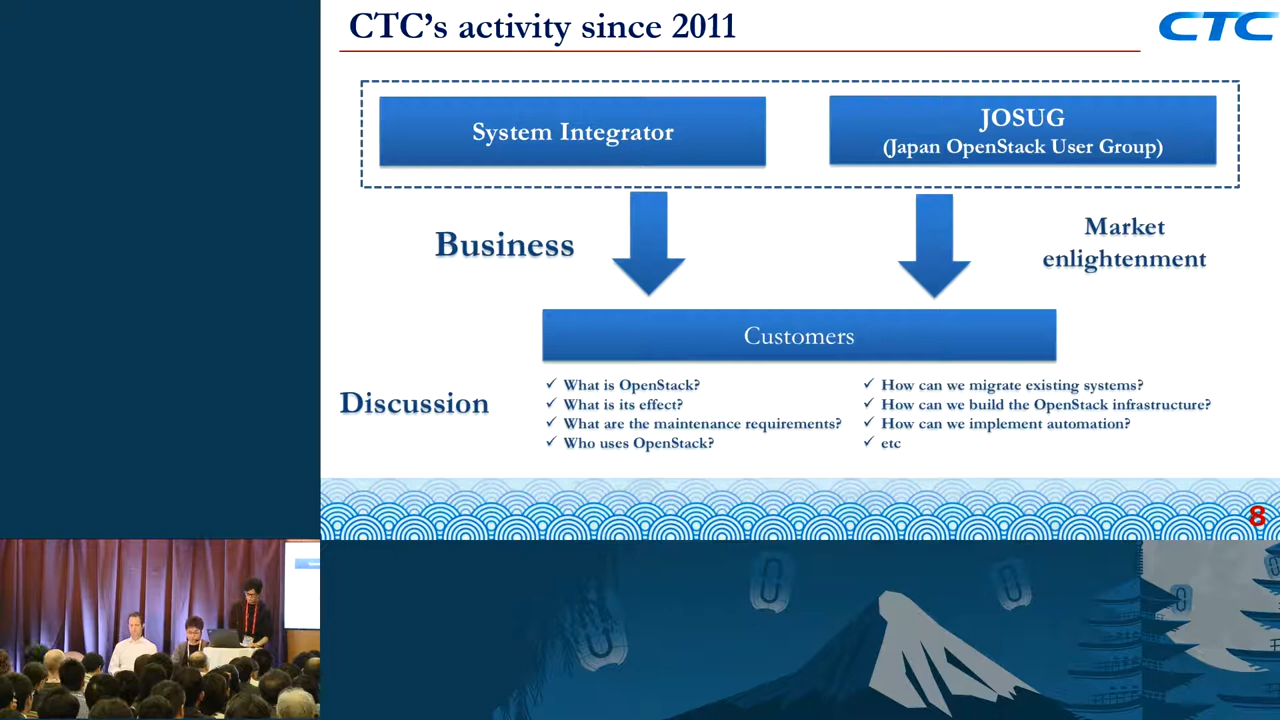 CTC's activity since 2011
CTC
System Integrator
JOSUG
(Japan OpenStack User Group)
Business
Market
enlightenment
Customers
Discussion
✓ What is OpenStack?
✓ What is its effect?
✓ What are the maintenance requirements?
✓ Who uses OpenStack?
✓ How can we migrate existing systems?
✓ How can we build the OpenStack infrastructure?
✓ How can we implement automation?
✓ etc
8